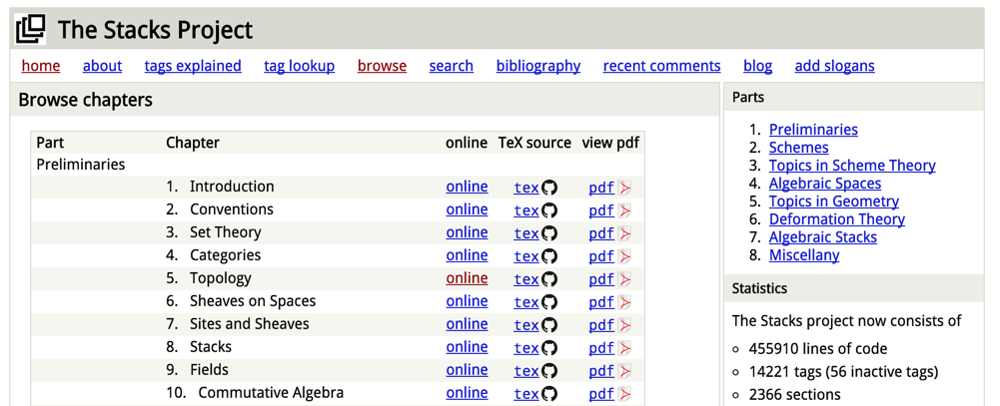 The Stacks Project
home about tags explained tag lookup browse search bibliography recent comments blog add slogans
Browse chapters
Part Chapter online TeX source view pdf
Preliminaries
1. Introduction online tex pdf
2. Conventions online tex pdf
3. Set Theory online tex pdf
4. Categories online tex pdf
5. Topology online tex pdf
6. Sheaves on Spaces online tex pdf
7. Sites and Sheaves online tex pdf
8. Stacks online tex pdf
9. Fields online tex pdf
10. Commutative Algebra online tex pdf
Parts
1. Preliminaries
2. Schemes
3. Topics in Scheme Theory
4. Algebraic Spaces
5. Topics in Geometry
6. Deformation Theory
7. Algebraic Stacks
8. Miscellany
Statistics
The Stacks project now consists of
455910 lines of code
14221 tags (56 inactive tags)
2366 sections